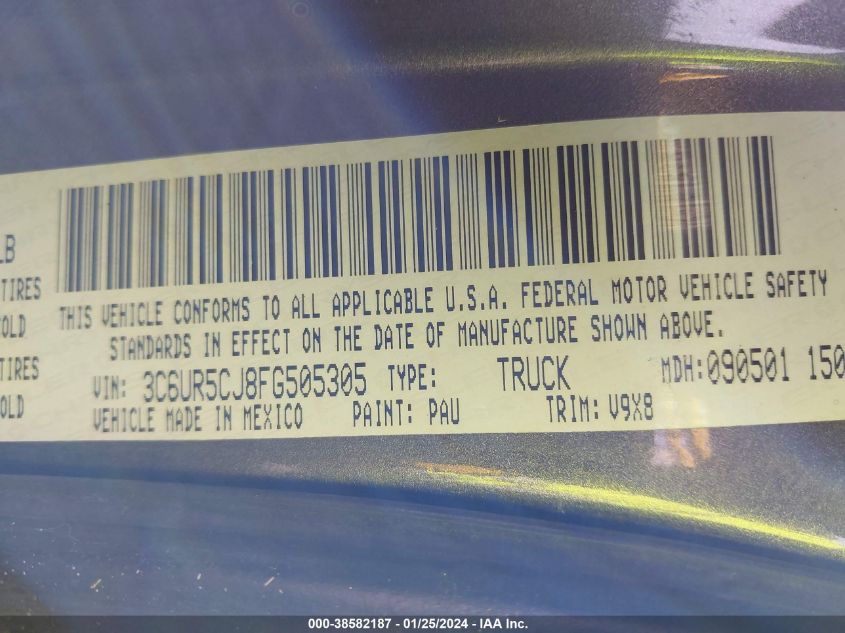 LB
TIRES
OLD
TIRES
OLD
THIS VEHICLE CONFORMS TO ALL APPLICABLE U.S.A. FEDERAL MOTOR VEHICLE SAFETY
STANDARDS IN EFFECT ON THE DATE OF MANUFACTURE SHOWN ABOVE.
VIN: 3C6UR5CJ8FG505305 TYPE: TRUCK MDH:090501 150
VEHICLE MADE IN MEXICO PAINT: PAU TRIM: V9X8
000-38582187 - 01/25/2024 - IAA Inc.